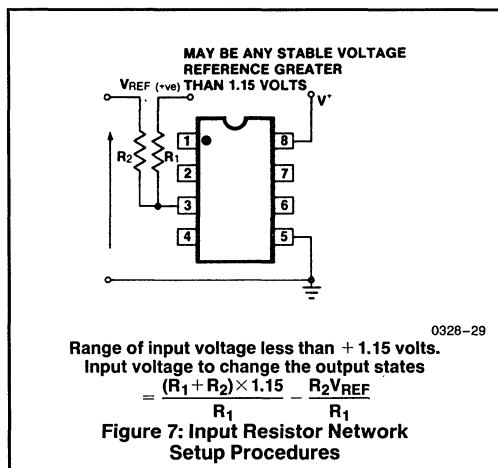 MAY BE ANY STABLE VOLTAGE
REFERENCE GREATER
THAN 1.15 VOLTS
VREF (+ve)
V+
R2
R1
1
2
3
4
8
7
6
5
0328-29
Range of input voltage less than + 1.15 volts.
Input voltage to change the output states
= (R1 + R2) × 1.15 / R1 − R2VREF / R1
Figure 7: Input Resistor Network
Setup Procedures